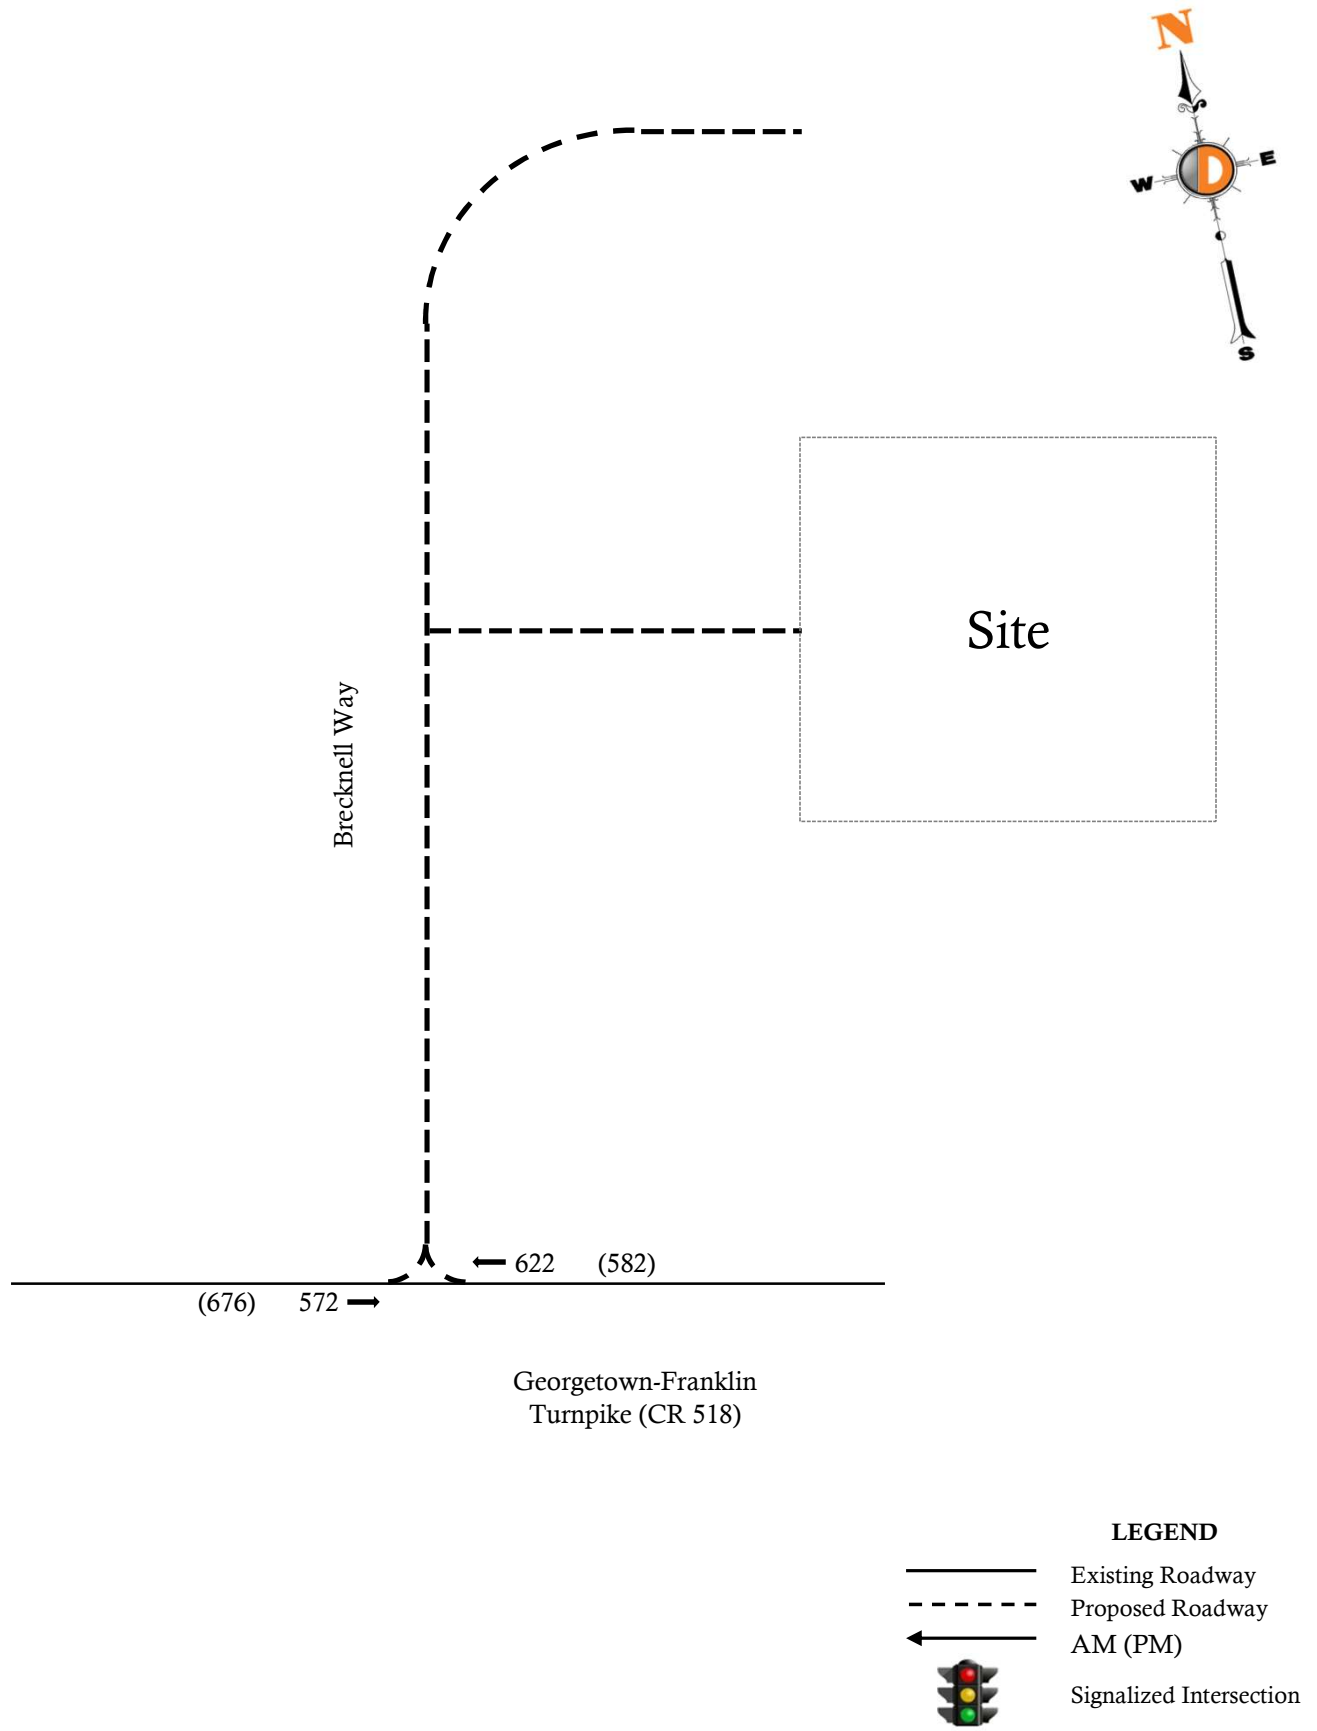 N
W
D
E
S
Site
Brecknell Way
622 (582)
(676) 572
Georgetown-Franklin
Turnpike (CR 518)
LEGEND
Existing Roadway
Proposed Roadway
AM (PM)
Signalized Intersection